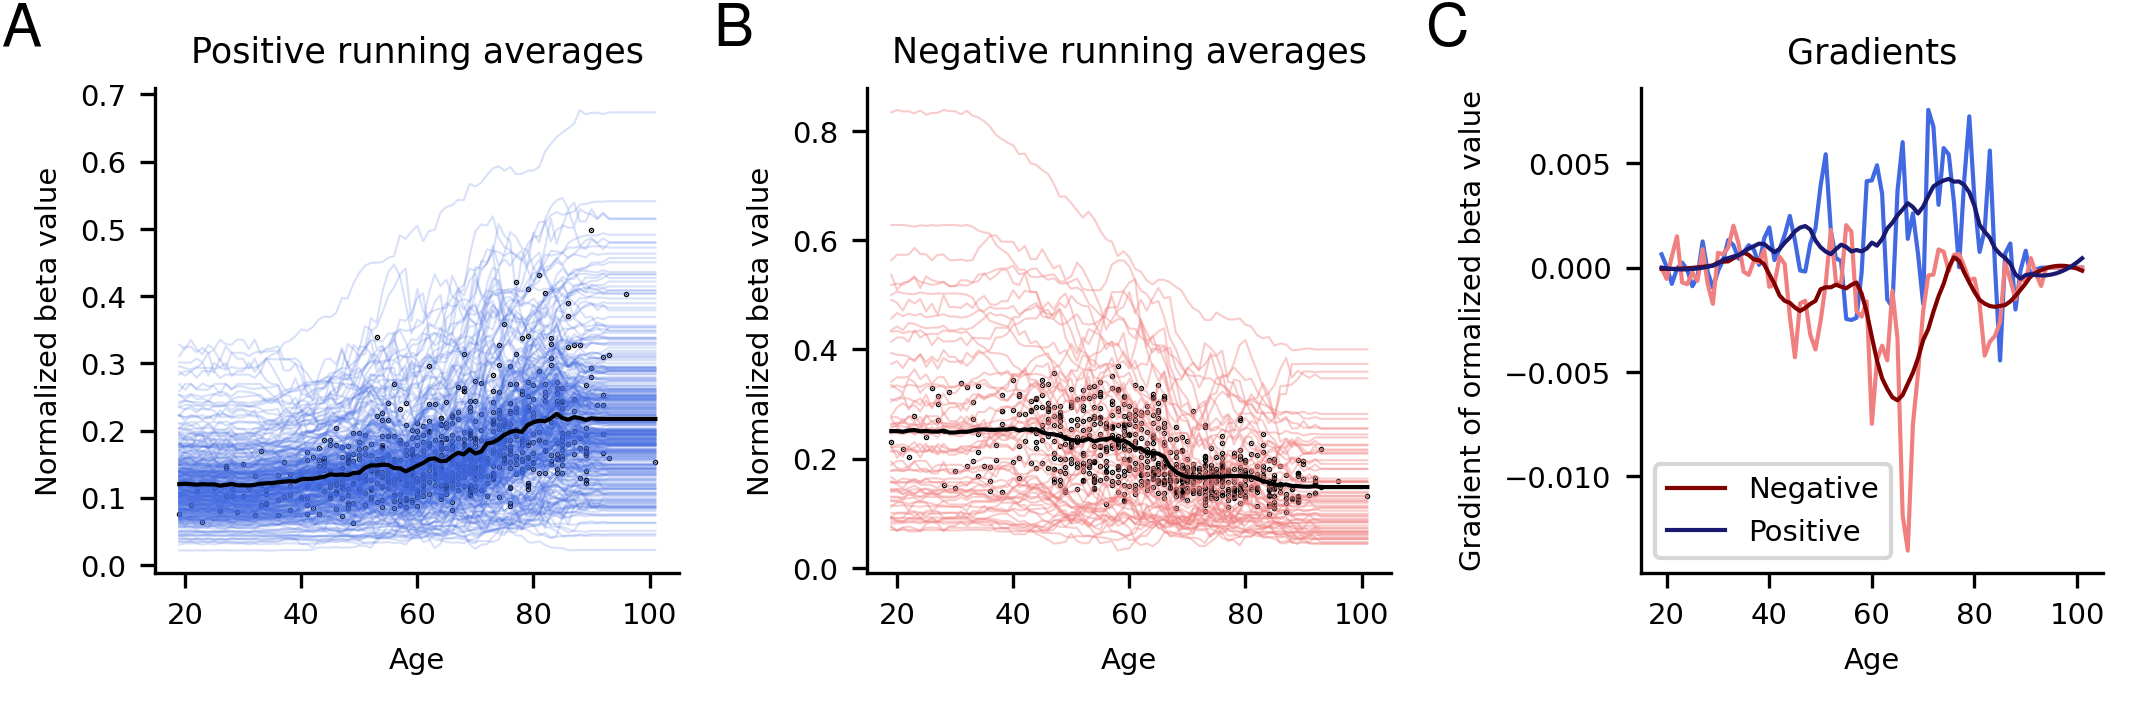 A
Positive running averages
Normalized beta value
0.7
0.6
0.5
0.4
0.3
0.2
0.1
0.0
20 40 60 80 100
Age
B
Negative running averages
Normalized beta value
0.8
0.6
0.4
0.2
0.0
20 40 60 80 100
Age
C
Gradients
Gradient of ormalized beta value
0.005
0.000
−0.005
−0.010
Negative
Positive
20 40 60 80 100
Age